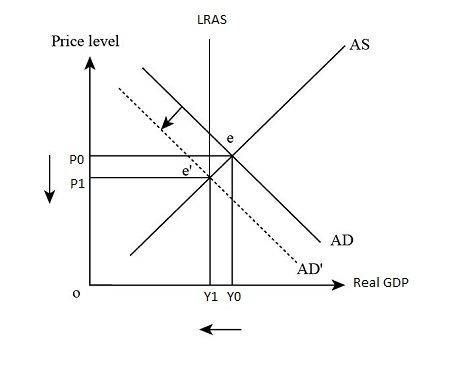 LRAS
Price level
AS
e
P0
e'
P1
AD
AD'
Real GDP
o
Y1 Y0